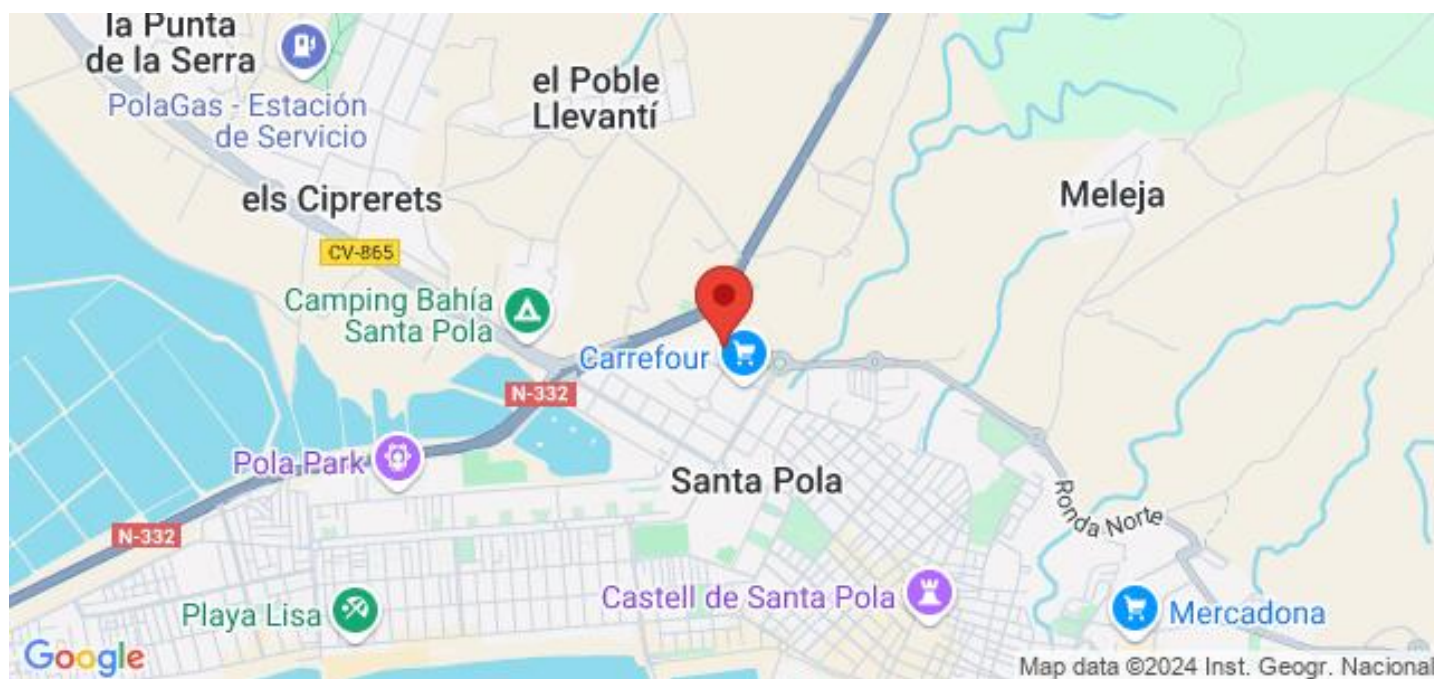 la Punta
de la Serra
PolaGas - Estación
de Servicio
el Poble
Llevantí
els Ciprerets
Meleja
CV-865
Camping Bahía
Santa Pola
Carrefour
N-332
Pola Park
Santa Pola
Ronda Norte
N-332
Playa Lisa
Castell de Santa Pola
Mercadona
Google
Map data ©2024 Inst. Geogr. Nacional